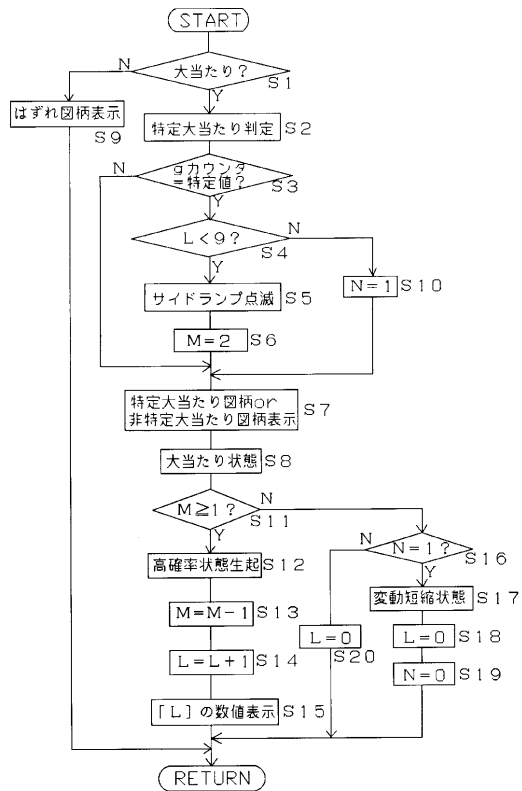 START
N
大当たり?
S1
Y
はずれ図柄表示
S9
特定大当たり判定
S2
N
gカウンタ
=特定値?
S3
Y
L<9?
N
S4
Y
サイドランプ点滅
S5
N=1
S10
M=2
S6
特定大当たり図柄or
非特定大当たり図柄表示
S7
大当たり状態
S8
M≧1?
N
S11
Y
N
N=1?
S16
Y
高確率状態生起
S12
変動短縮状態
S17
M=M-1
S13
L=0
S20
L=0
S18
L=L+1
S14
N=0
S19
「L」の数値表示
S15
RETURN